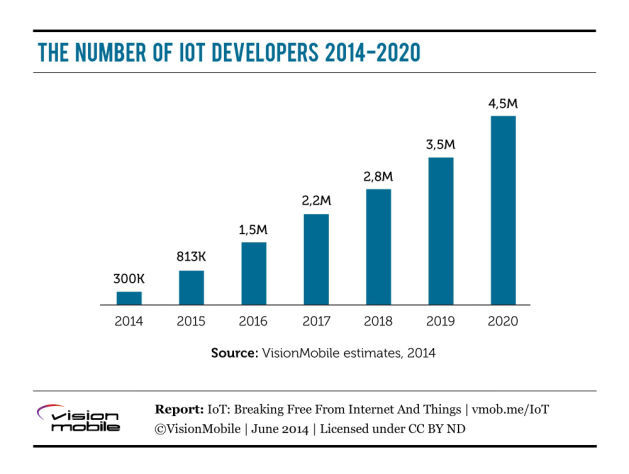 THE NUMBER OF IOT DEVELOPERS 2014–2020
4,5M
3,5M
2,8M
2,2M
1,5M
813K
300K
2014 2015 2016 2017 2018 2019 2020
Source: VisionMobile estimates, 2014
vision
mobile
Report: IoT: Breaking Free From Internet And Things | vmob.me/IoT
©VisionMobile | June 2014 | Licensed under CC BY ND